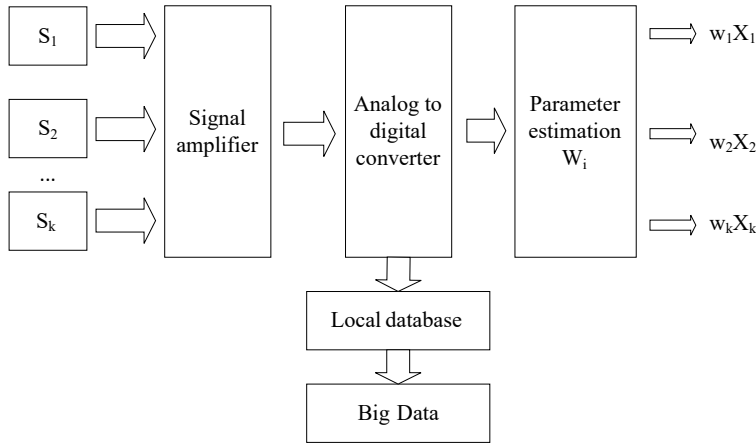 S₁
S₂
...
Sₖ
Signal
amplifier
Analog to
digital
converter
Parameter
estimation
Wᵢ
w₁X₁
w₂X₂
wₖXₖ
Local database
Big Data